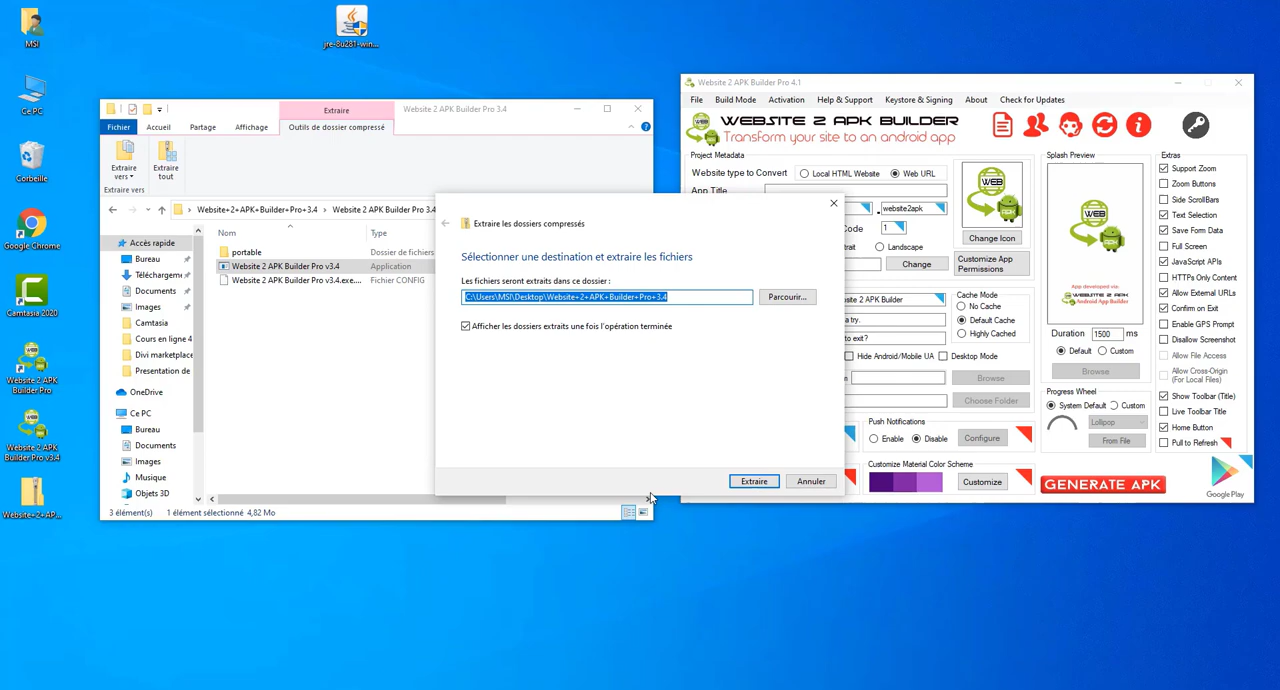 MSI
Ce PC
Corbeille
Google Chrome
Camtasia 2020
Website 2 APK
Builder Pro
Website 2 APK
Builder Pro v3.4
Website+2+AP...
jre-8u281-win...
Extraire
Website 2 APK Builder Pro 3.4
Fichier
Accueil
Partage
Affichage
Outils de dossier compressé
Extraire
vers
Extraire
tout
Extraire vers
Website+2+APK+Builder+Pro+3.4 > Website 2 APK Builder Pro 3.4
Accès rapide
Bureau
Téléchargeme
Documents
Images
Camtasia
Cours en ligne 4
Divi marketplace
Presentation de
OneDrive
Ce PC
Bureau
Documents
Images
Musique
Objets 3D
Nom
Type
portable
Dossier de fichiers
Website 2 APK Builder Pro v3.4
Application
Website 2 APK Builder Pro v3.4.exe....
Fichier CONFIG
3 élément(s)
1 élément sélectionné 4,82 Mo
Extraire les dossiers compressés
Sélectionner une destination et extraire les fichiers
Les fichiers seront extraits dans ce dossier :
C:\Users\MSI\Desktop\Website+2+APK+Builder+Pro+3.4
Parcourir...
Afficher les dossiers extraits une fois l'opération terminée
Extraire
Annuler
Website 2 APK Builder Pro 4.1
File
Build Mode
Activation
Help & Support
Keystore & Signing
About
Check for Updates
WEBSITE 2 APK BUILDER
Transform your site to an android app
Project Metadata
Website type to Convert
Local HTML Website
Web URL
App Title
. website2apk
Code
1
rait
Landscape
Change
Change Icon
Customize App
Permissions
site 2 APK Builder
a try.
to exit?
Hide Android/Mobile UA
Desktop Mode
Browse
Choose Folder
Cache Mode
No Cache
Default Cache
Highly Cached
Push Notifications
Enable
Disable
Configure
Customize Material Color Scheme
Customize
Splash Preview
WEB
App developed via:
WEBSITE 2 APK
Android App Builder
Duration
1500
ms
Default
Custom
Browse
Progress Wheel
System Default
Custom
Lollipop
From File
GENERATE APK
Google Play
Extras
Support Zoom
Zoom Buttons
Side ScrollBars
Text Selection
Save Form Data
Full Screen
JavaScript APIs
HTTPs Only Content
Allow External URLs
Confirm on Exit
Enable GPS Prompt
Disallow Screenshot
Allow File Access
Allow Cross-Origin
(For Local Files)
Show Toolbar (Title)
Live Toolbar Title
Home Button
Pull to Refresh